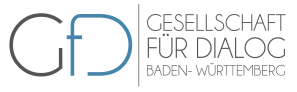 GfD
GESELLSCHAFT
FÜR DIALOG
BADEN- WÜRTTEMBERG